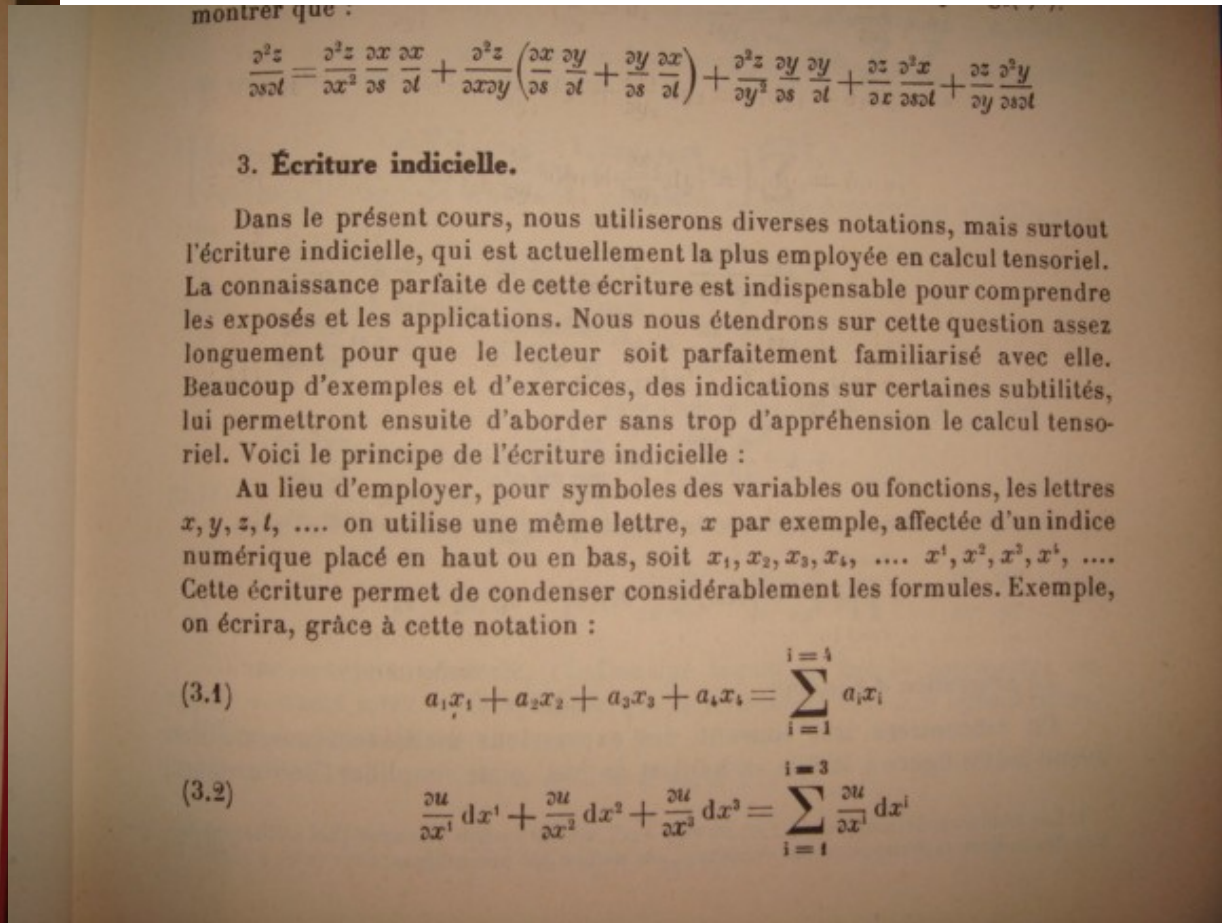 montrer que :
∂²z/∂s∂t = ∂²z/∂x² ∂x/∂s ∂x/∂t + ∂²z/∂x∂y (∂x/∂s ∂y/∂t + ∂y/∂s ∂x/∂t) + ∂²z/∂y² ∂y/∂s ∂y/∂t + ∂z/∂x ∂²x/∂s∂t + ∂z/∂y ∂²y/∂s∂t
3. Écriture indicielle.
Dans le présent cours, nous utiliserons diverses notations, mais surtout
l'écriture indicielle, qui est actuellement la plus employée en calcul tensoriel.
La connaissance parfaite de cette écriture est indispensable pour comprendre
les exposés et les applications. Nous nous étendrons sur cette question assez
longuement pour que le lecteur soit parfaitement familiarisé avec elle.
Beaucoup d'exemples et d'exercices, des indications sur certaines subtilités,
lui permettront ensuite d'aborder sans trop d'appréhension le calcul tenso-
riel. Voici le principe de l'écriture indicielle :
Au lieu d'employer, pour symboles des variables ou fonctions, les lettres
x, y, z, t, .... on utilise une même lettre, x par exemple, affectée d'un indice
numérique placé en haut ou en bas, soit x₁, x₂, x₃, x₄, .... x¹, x², x³, x⁴, ....
Cette écriture permet de condenser considérablement les formules. Exemple,
on écrira, grâce à cette notation :
(3.1) a₁x₁ + a₂x₂ + a₃x₃ + a₄x₄ = ∑ i=1 i=4 aᵢxᵢ
(3.2) ∂u/∂x¹ dx¹ + ∂u/∂x² dx² + ∂u/∂x³ dx³ = ∑ i=1 i=3 ∂u/∂xⁱ dxⁱ